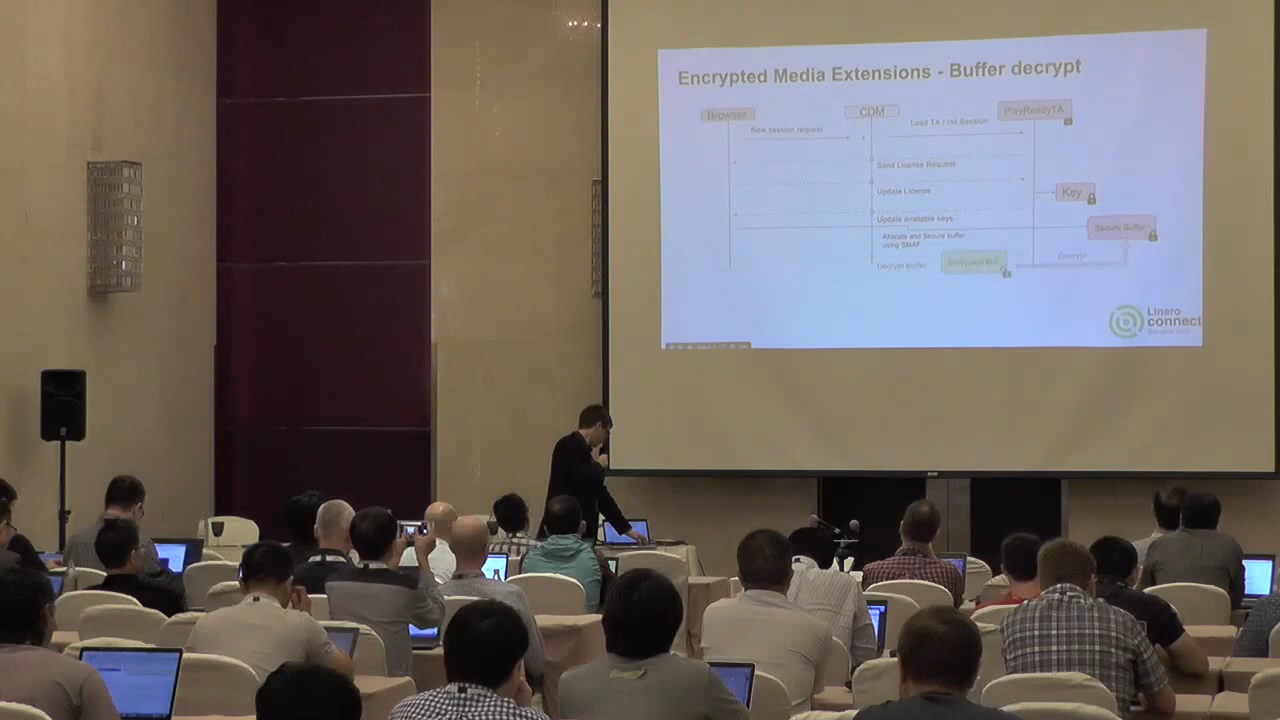 Encrypted Media Extensions - Buffer decrypt
Browser
CDM
PlayReadyTA
New session request
Load TA / init Session
Send License Request
Update License
Key
Update available keys
Secure Buffer
Allocate and Secure buffer
using SMAF
Decrypt Buffer
Encrypted Buf
Decrypt
Linaro
connect